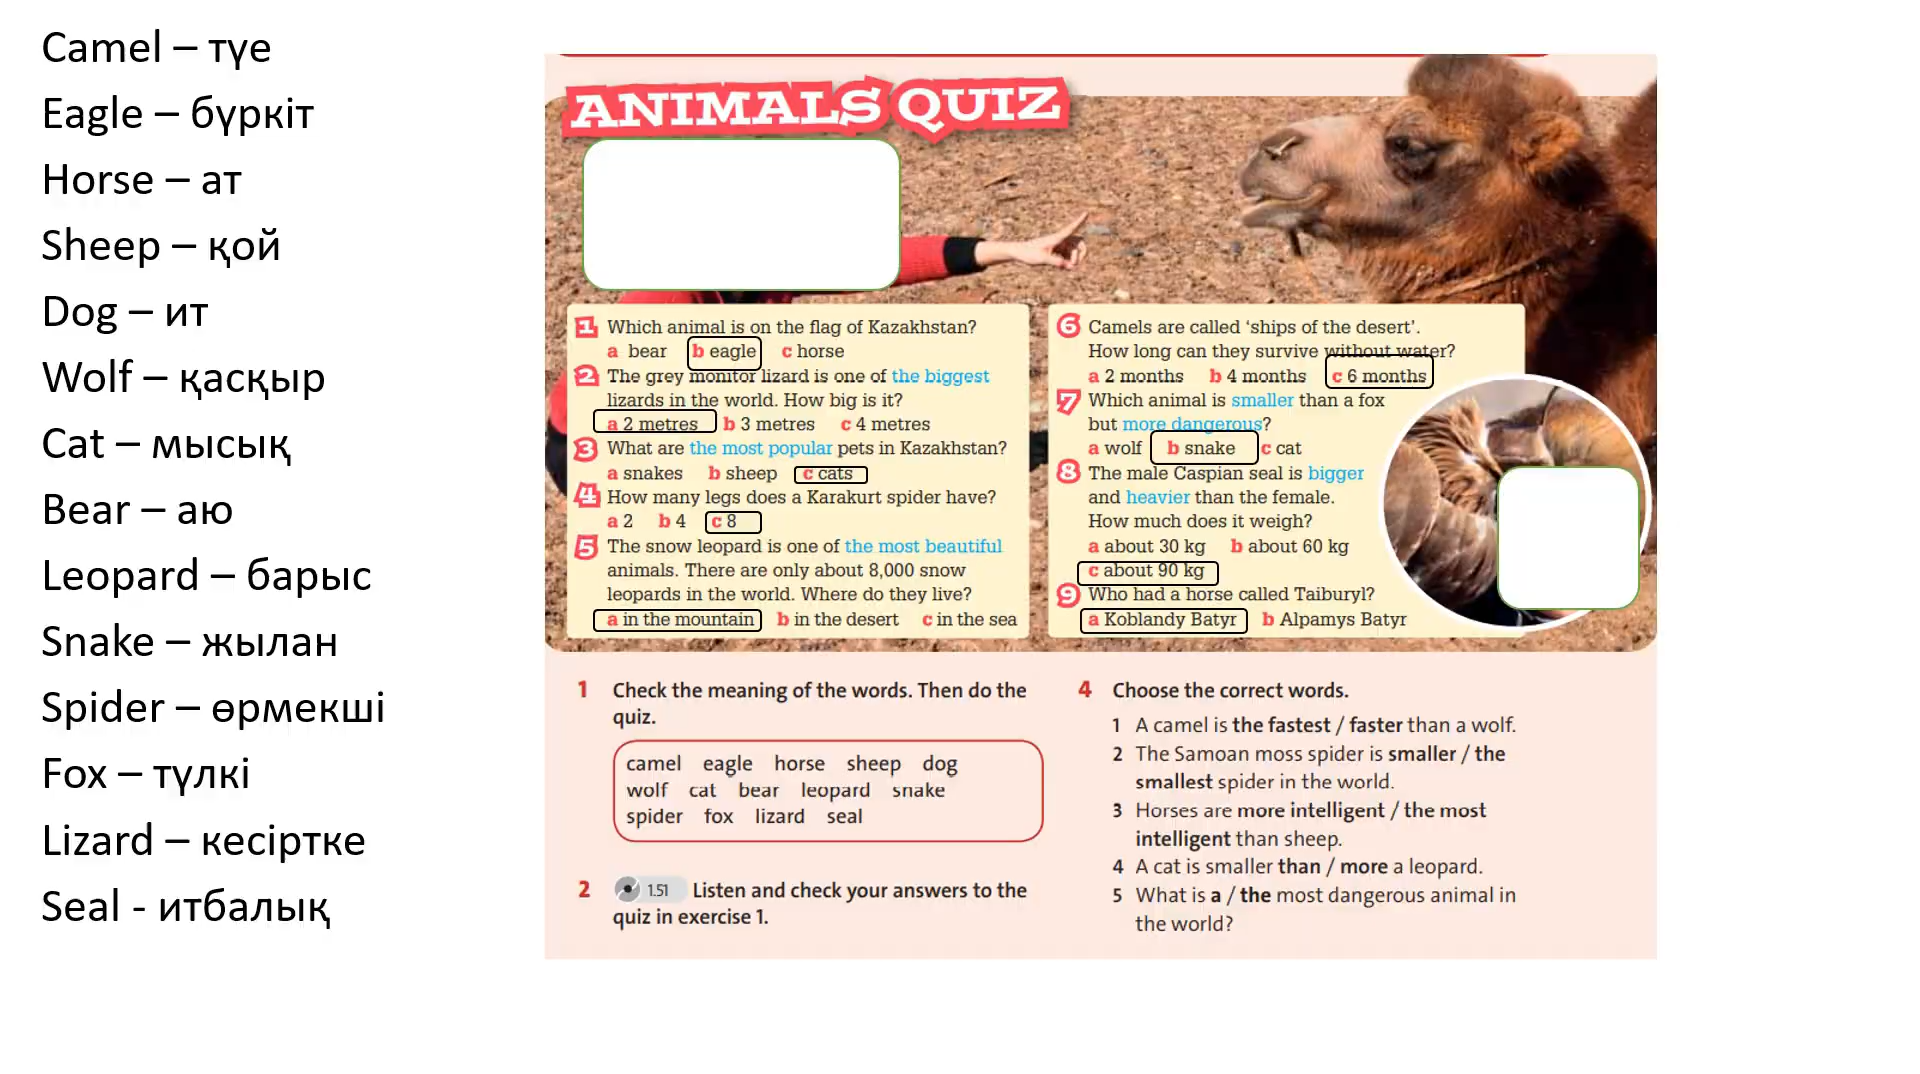 Camel – түе
Eagle – бүркіт
Horse – ат
Sheep – қой
Dog – ит
Wolf – қасқыр
Cat – мысық
Bear – аю
Leopard – барыс
Snake – жылан
Spider – өрмекші
Fox – түлкі
Lizard – кесіртке
Seal - итбалық
ANIMALS QUIZ
1 Which animal is on the flag of Kazakhstan?
a bear b eagle c horse
2 The grey monitor lizard is one of the biggest
lizards in the world. How big is it?
a 2 metres b 3 metres c 4 metres
3 What are the most popular pets in Kazakhstan?
a snakes b sheep c cats
4 How many legs does a Karakurt spider have?
a 2 b 4 c 8
5 The snow leopard is one of the most beautiful
animals. There are only about 8,000 snow
leopards in the world. Where do they live?
a in the mountain b in the desert c in the sea
6 Camels are called ‘ships of the desert’.
How long can they survive without water?
a 2 months b 4 months c 6 months
7 Which animal is smaller than a fox
but more dangerous?
a wolf b snake c cat
8 The male Caspian seal is bigger
and heavier than the female.
How much does it weigh?
a about 30 kg b about 60 kg
c about 90 kg
9 Who had a horse called Taiburyl?
a Koblandy Batyr b Alpamys Batyr
1 Check the meaning of the words. Then do the
quiz.
camel eagle horse sheep dog
wolf cat bear leopard snake
spider fox lizard seal
2 1.51 Listen and check your answers to the
quiz in exercise 1.
4 Choose the correct words.
1 A camel is the fastest / faster than a wolf.
2 The Samoan moss spider is smaller / the
smallest spider in the world.
3 Horses are more intelligent / the most
intelligent than sheep.
4 A cat is smaller than / more a leopard.
5 What is a / the most dangerous animal in
the world?